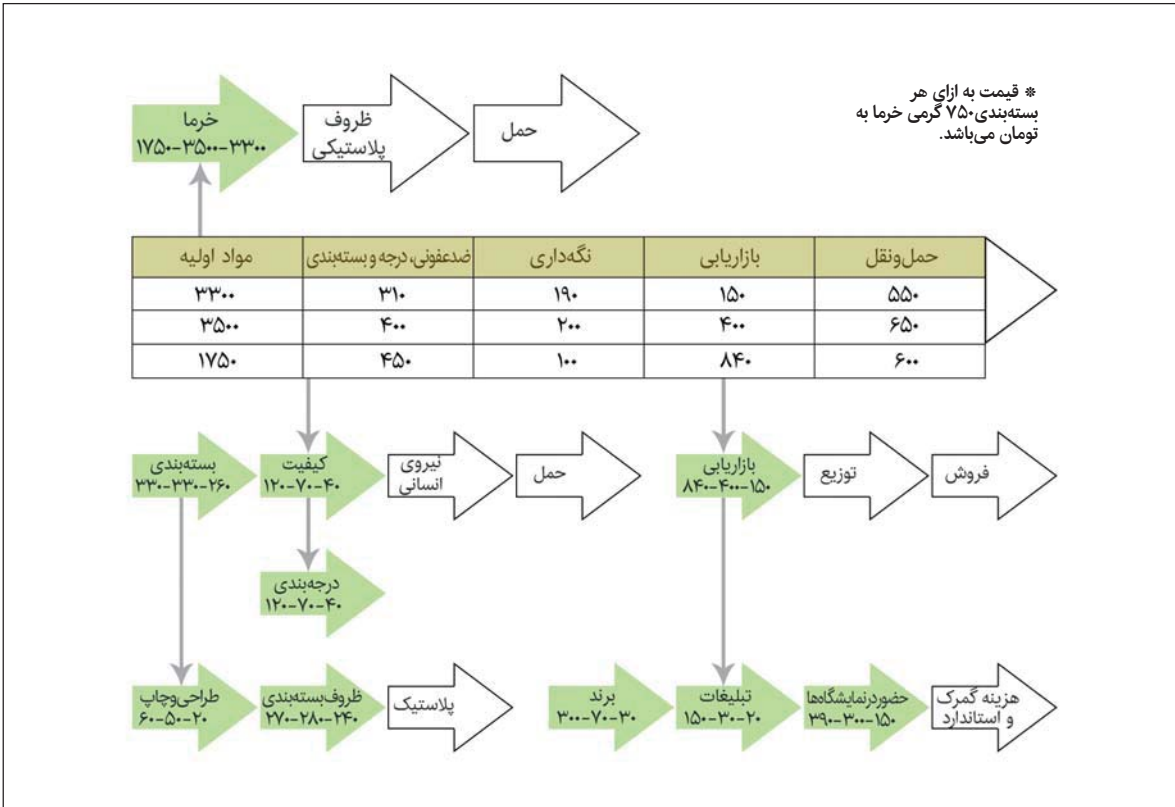 * قیمت به ازای هر
بسته‌بندی۷۵۰ گرمی خرما به
تومان می‌باشد.
خرما
۱۷۵۰-۳۵۰۰-۳۳۰۰
ظروف
پلاستیکی
حمل
مواد اولیه
ضدعفونی، درجه و بسته‌بندی
نگه‌داری
بازاریابی
حمل‌ونقل
۳۳۰۰
۳۱۰
۱۹۰
۱۵۰
۵۵۰
۳۵۰۰
۴۰۰
۲۰۰
۴۰۰
۶۵۰
۱۷۵۰
۴۵۰
۱۰۰
۸۴۰
۶۰۰
بسته‌بندی
۳۳۰-۳۳۰-۲۶۰
کیفیت
۱۲۰-۷۰-۴۰
نیروی
انسانی
حمل
بازاریابی
۸۴۰-۴۰۰-۱۵۰
توزیع
فروش
درجه‌بندی
۱۲۰-۷۰-۴۰
طراحی‌وچاپ
۶۰-۵۰-۲۰
ظروف‌بسته‌بندی
۲۷۰-۲۸۰-۲۴۰
پلاستیک
برند
۳۰۰-۷۰-۳۰
تبلیغات
۱۵۰-۳۰-۲۰
حضوردرنمایشگاه‌ها
۳۹۰-۳۰۰-۱۵۰
هزینه گمرک
و استاندارد